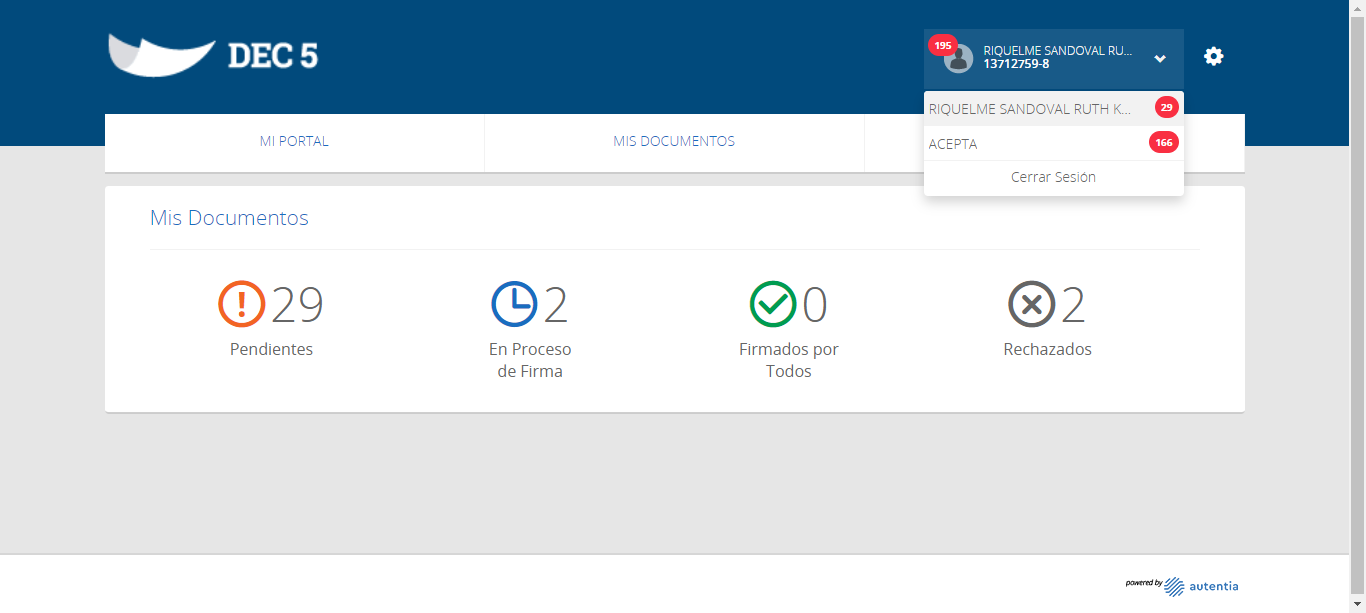 DEC 5
195
RIQUELME SANDOVAL RU...
13712759-8
RIQUELME SANDOVAL RUTH K...
29
ACEPTA
166
Cerrar Sesión
MI PORTAL
MIS DOCUMENTOS
Mis Documentos
29
Pendientes
2
En Proceso
de Firma
0
Firmados por
Todos
2
Rechazados
powered by
autentia